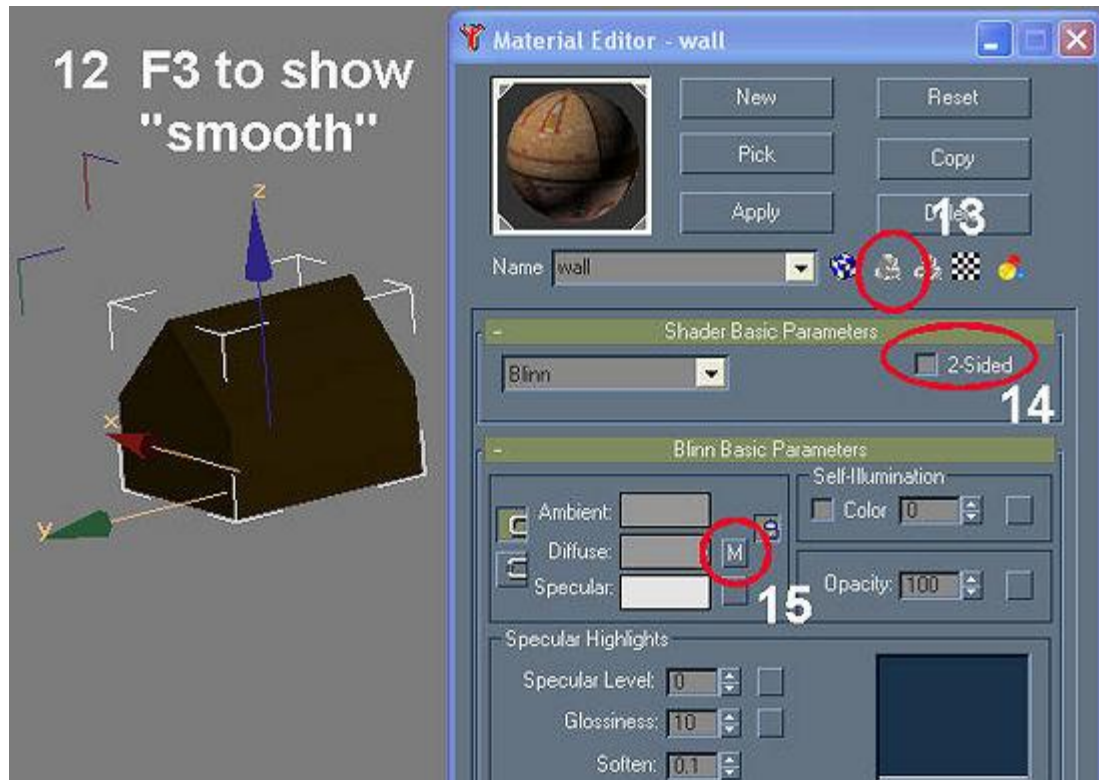 12 F3 to show
"smooth"
z
x
y
Material Editor - wall
New
Reset
Pick
Copy
Apply
13
Name
wall
- Shader Basic Parameters
Blinn
2-Sided
14
- Blinn Basic Parameters
Self-Illumination
Ambient:
Color
0
Diffuse:
M
Specular:
Opacity:
100
15
Specular Highlights
Specular Level:
0
Glossiness:
10
Soften:
0.1